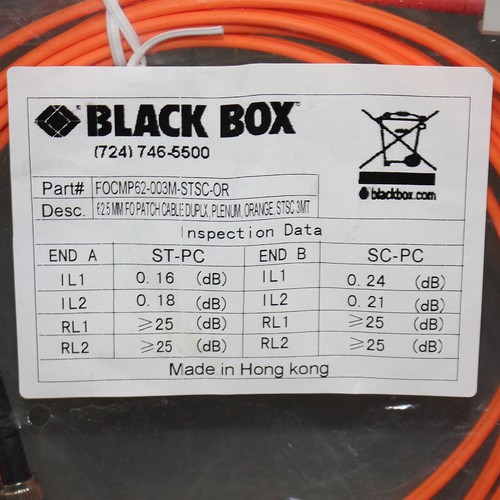 BLACK BOX
(724) 746-5500
blackbox.com
Part# FOCMP62-003M-STSC-OR
Desc. 62.5 MM FO PATCH CABLE DUPLX, PLENUM, ORANGE, STSC 3MT
Inspection Data
END A ST-PC END B SC-PC
IL1 0.16 (dB) IL1 0.24 (dB)
IL2 0.18 (dB) IL2 0.21 (dB)
RL1 ≥25 (dB) RL1 ≥25 (dB)
RL2 ≥25 (dB) RL2 ≥25 (dB)
Made in Hong kong